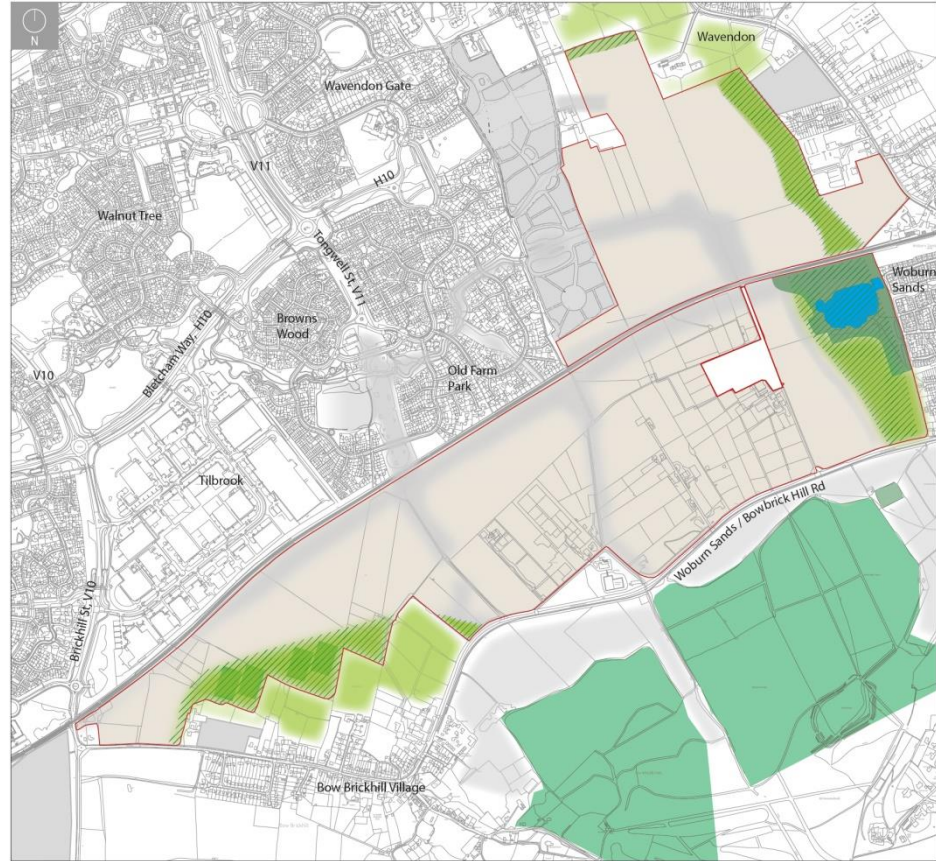 N
Wavendon
Wavendon Gate
V11
H10
Walnut Tree
Tongwell St, V11
Woburn
Sands
Browns
Wood
Bletcham Way, H10
V10
Old Farm
Park
Tilbrook
Woburn Sands / Bowbrick Hill Rd
Brickhill St, V10
Bow Brickhill Village